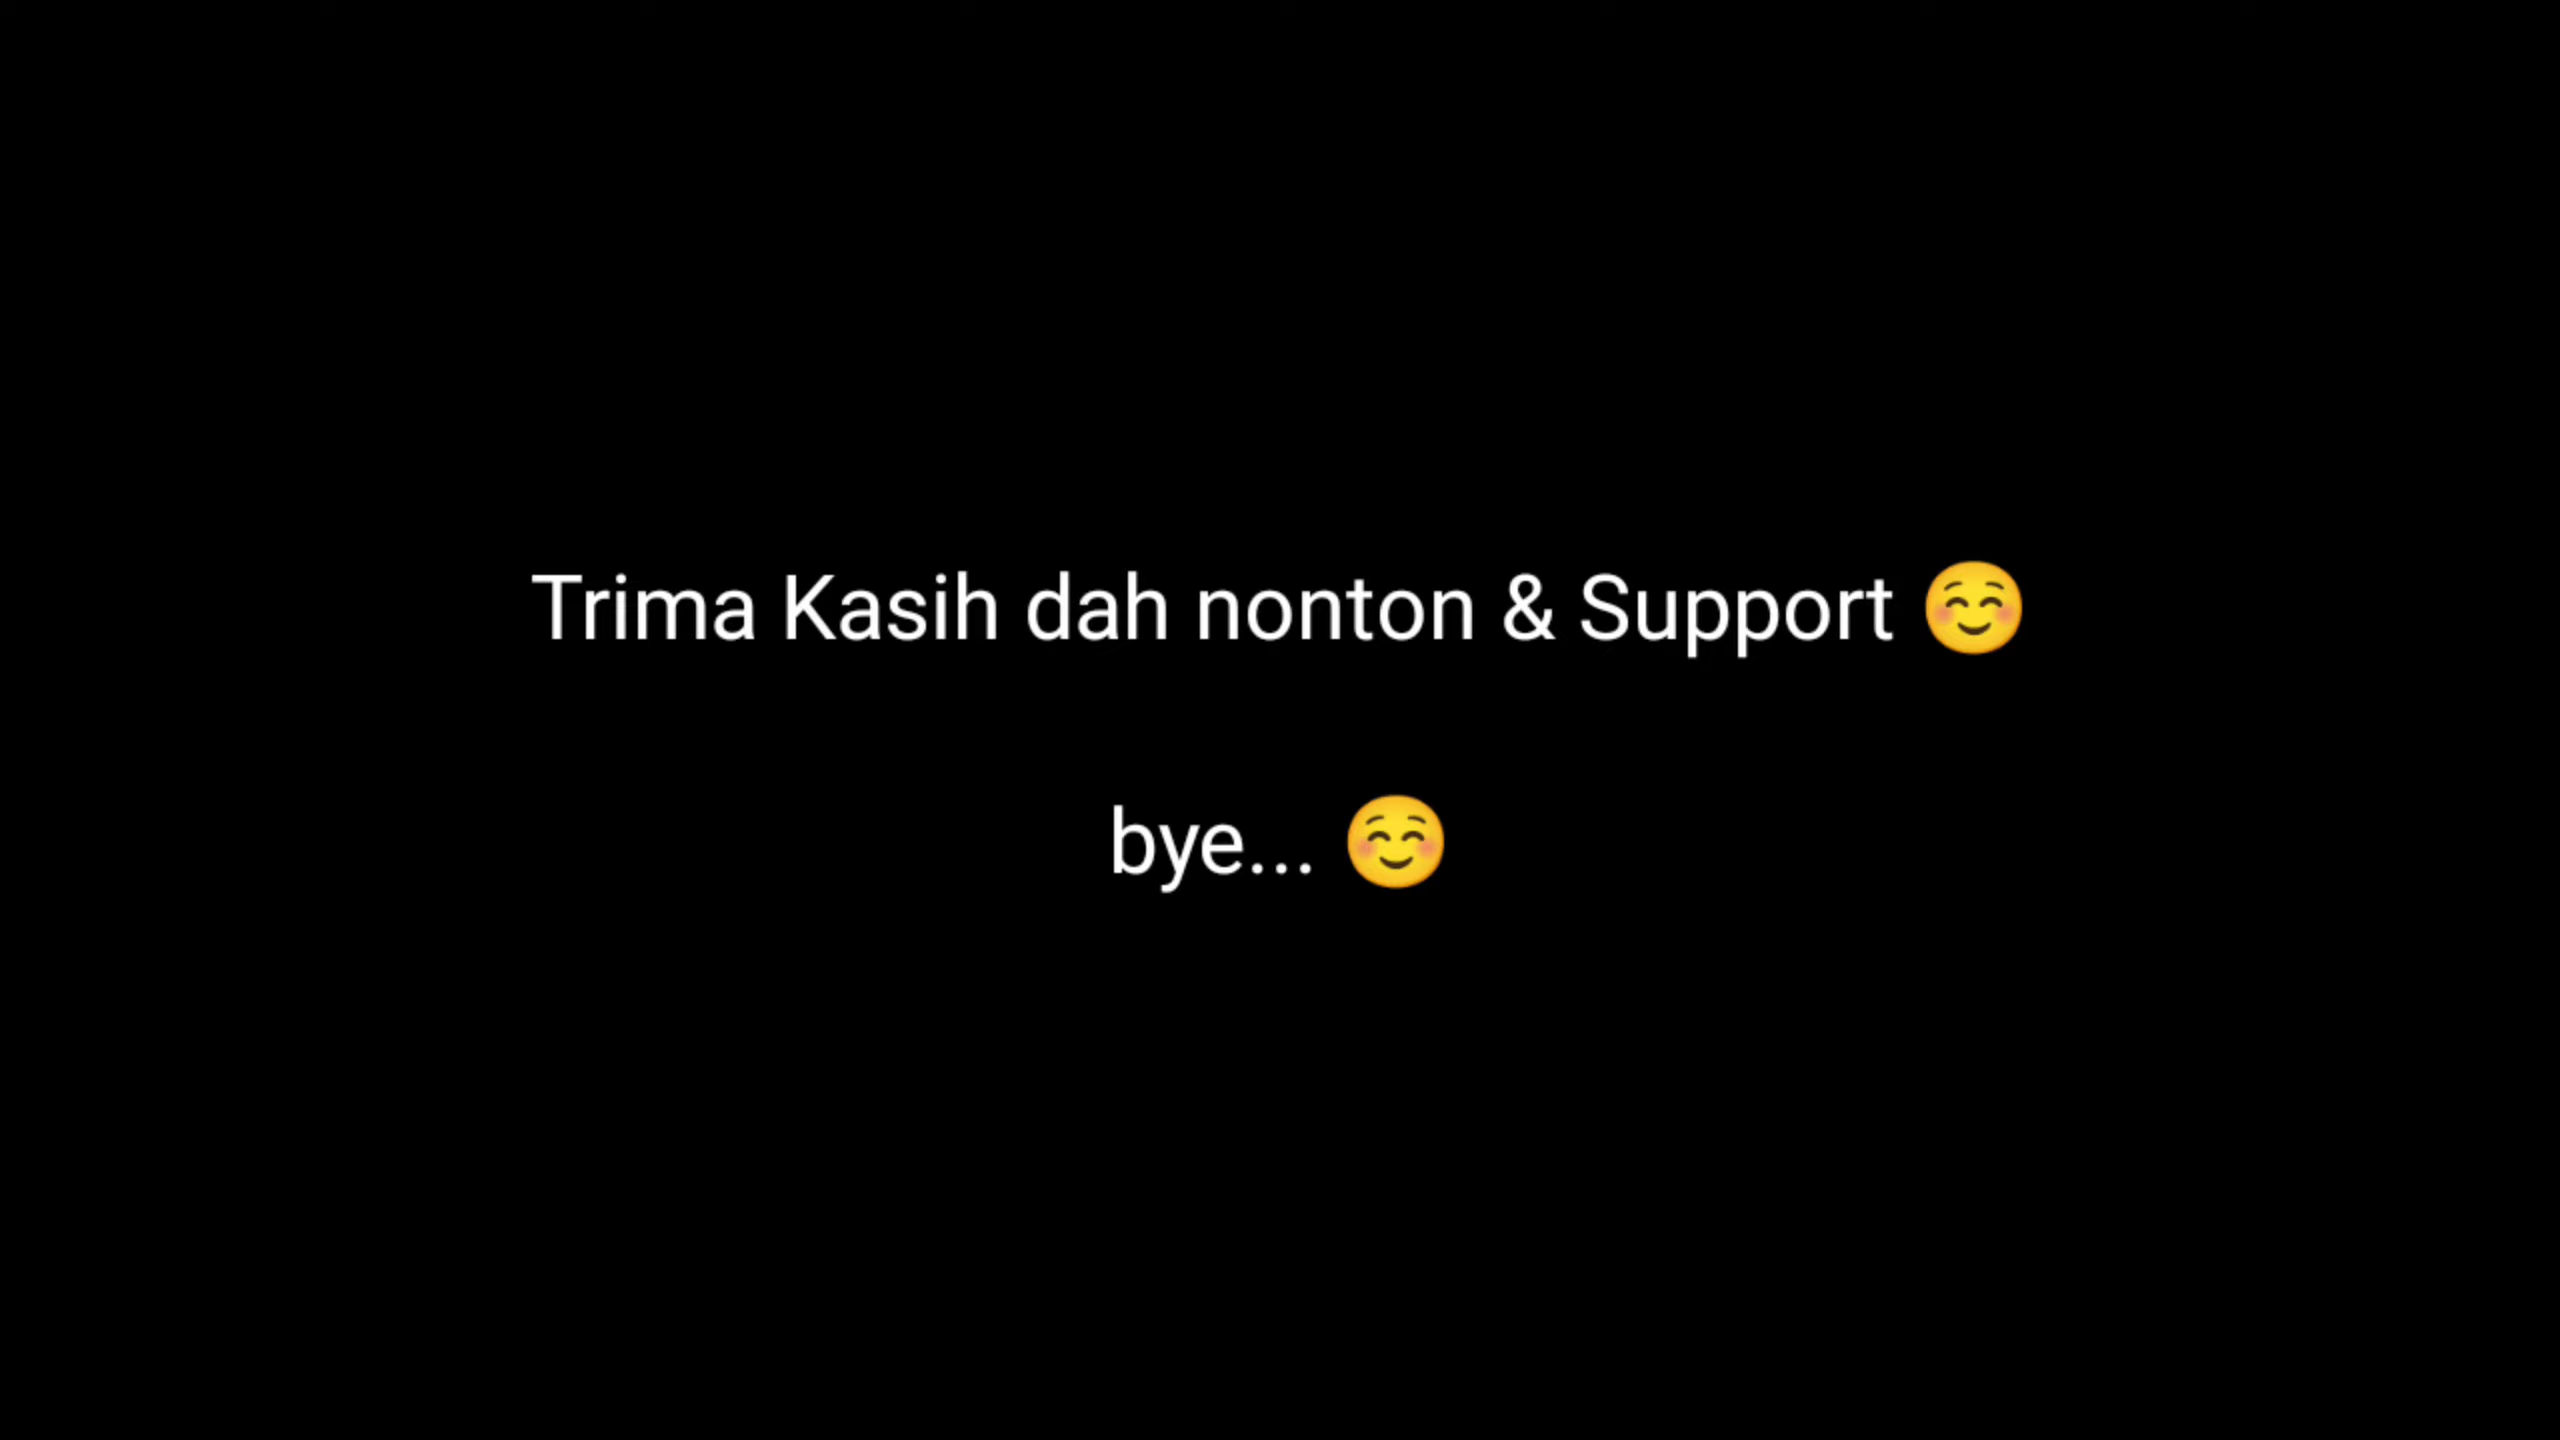 Trima Kasih dah nonton & Support ☺️
bye... ☺️